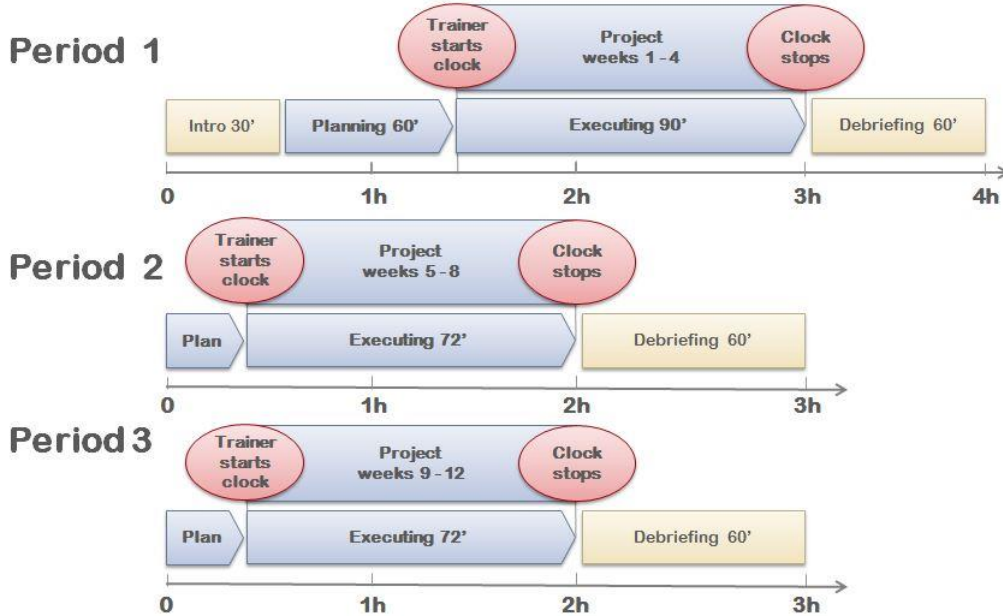 Period 1
Trainer
starts
clock
Project
weeks 1 - 4
Clock
stops
Intro 30’
Planning 60’
Executing 90’
Debriefing 60’
0 1h 2h 3h 4h
Period 2
Trainer
starts
clock
Project
weeks 5 - 8
Clock
stops
Plan
Executing 72’
Debriefing 60’
0 1h 2h 3h
Period 3
Trainer
starts
clock
Project
weeks 9 - 12
Clock
stops
Plan
Executing 72’
Debriefing 60’
0 1h 2h 3h